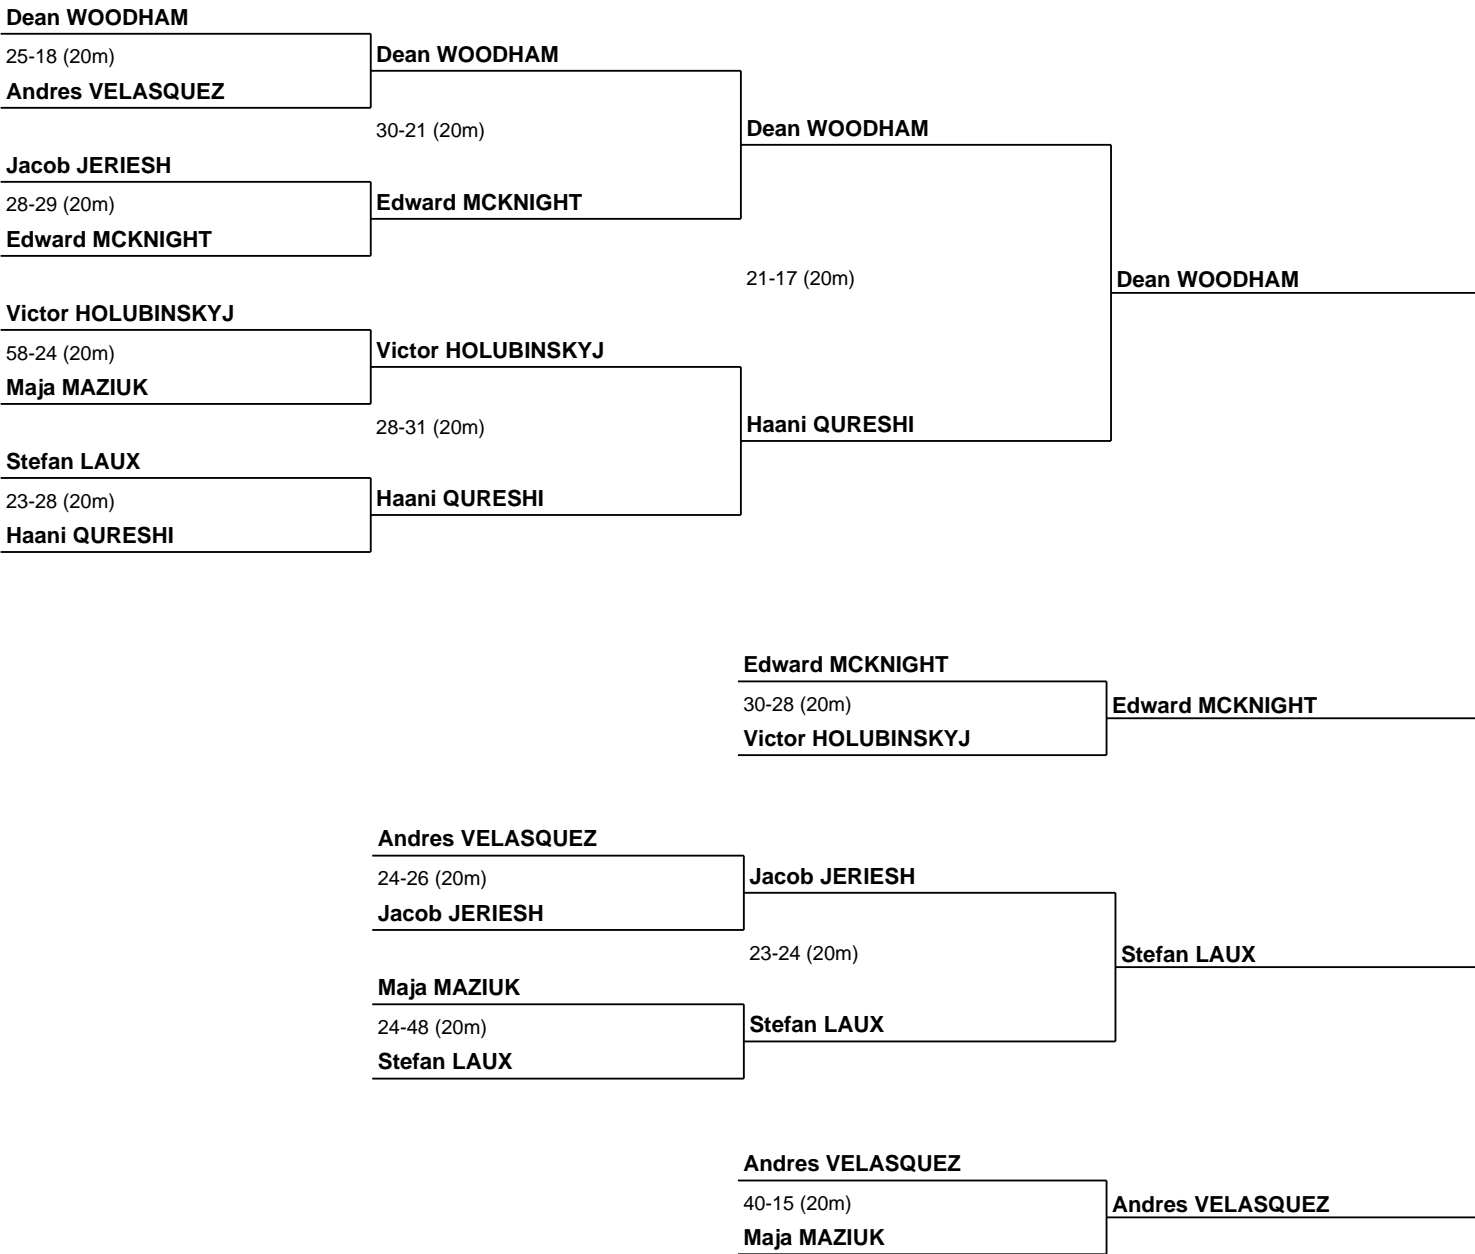 Dean WOODHAM
25-18 (20m)
Andres VELASQUEZ
Dean WOODHAM
30-21 (20m)
Jacob JERIESH
28-29 (20m)
Edward MCKNIGHT
Edward MCKNIGHT
Dean WOODHAM
21-17 (20m)
Dean WOODHAM
Victor HOLUBINSKYJ
58-24 (20m)
Maja MAZIUK
Victor HOLUBINSKYJ
28-31 (20m)
Stefan LAUX
23-28 (20m)
Haani QURESHI
Haani QURESHI
Haani QURESHI
Edward MCKNIGHT
30-28 (20m)
Victor HOLUBINSKYJ
Edward MCKNIGHT
Andres VELASQUEZ
24-26 (20m)
Jacob JERIESH
Jacob JERIESH
23-24 (20m)
Maja MAZIUK
24-48 (20m)
Stefan LAUX
Stefan LAUX
Stefan LAUX
Andres VELASQUEZ
40-15 (20m)
Maja MAZIUK
Andres VELASQUEZ